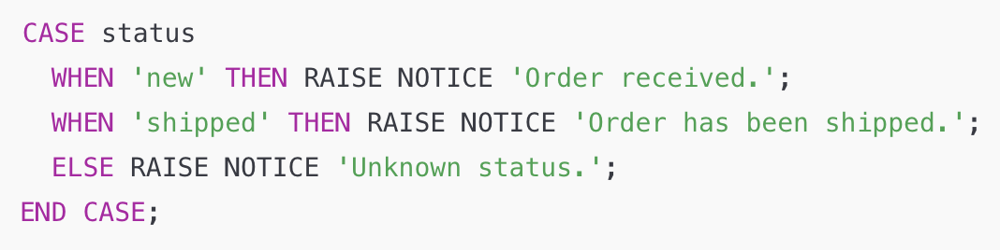 CASE status
  WHEN 'new' THEN RAISE NOTICE 'Order received.';
  WHEN 'shipped' THEN RAISE NOTICE 'Order has been shipped.';
  ELSE RAISE NOTICE 'Unknown status.';
END CASE;